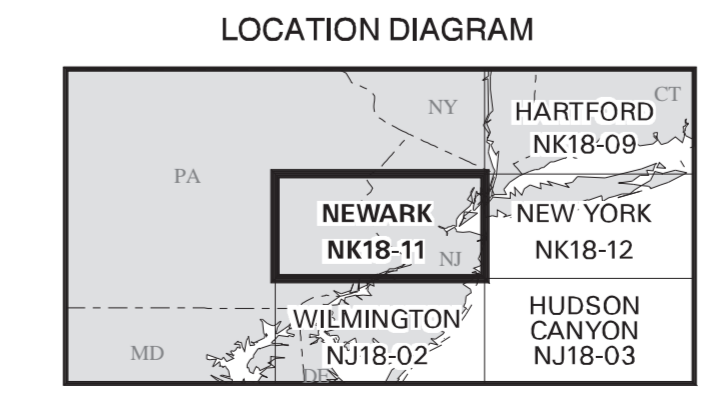 LOCATION DIAGRAM
NY
CT
HARTFORD
NK18-09
PA
NEWARK
NK18-11
NJ
NEW YORK
NK18-12
WILMINGTON
NJ18-02
HUDSON
CANYON
NJ18-03
MD
DE